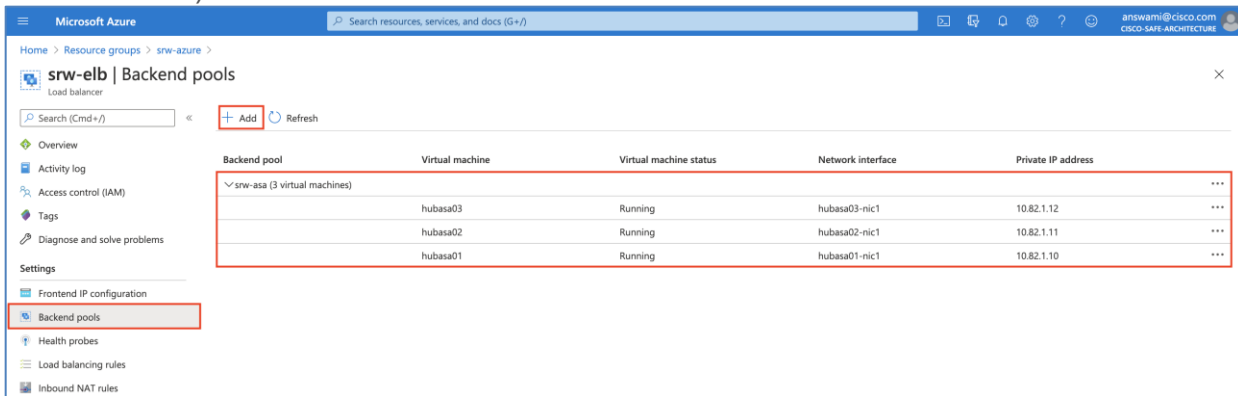 Microsoft Azure
Search resources, services, and docs (G+/)
answami@cisco.com
CISCO-SAFE-ARCHITECTURE
Home > Resource groups > srw-azure >
srw-elb | Backend pools
Load balancer
Search (Cmd+/)
«
+ Add
Refresh
Overview
Activity log
Access control (IAM)
Tags
Diagnose and solve problems
Settings
Frontend IP configuration
Backend pools
Health probes
Load balancing rules
Inbound NAT rules
Backend pool Virtual machine Virtual machine status Network interface Private IP address
srw-asa (3 virtual machines) ...
hubasa03 Running hubasa03-nic1 10.82.1.12 ...
hubasa02 Running hubasa02-nic1 10.82.1.11 ...
hubasa01 Running hubasa01-nic1 10.82.1.10 ...